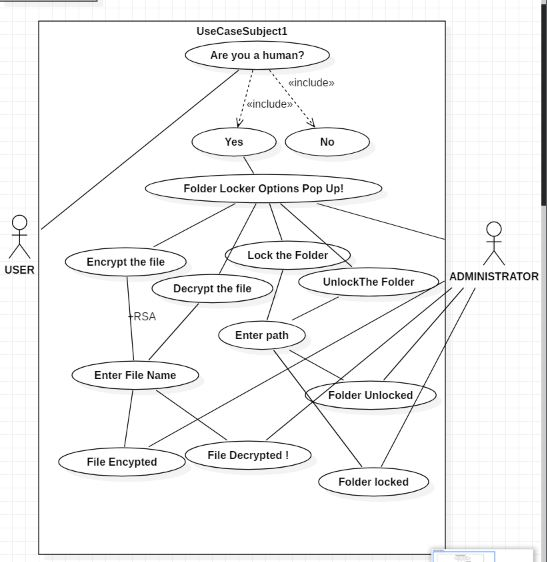 UseCaseSubject1
Are you a human?
«include»
«include»
Yes
No
Folder Locker Options Pop Up!
Lock the Folder
Encrypt the file
USER
ADMINISTRATOR
UnlockThe Folder
Decrypt the file
+RSA
Enter path
Enter File Name
Folder Unlocked
File Decrypted !
File Encypted
Folder locked